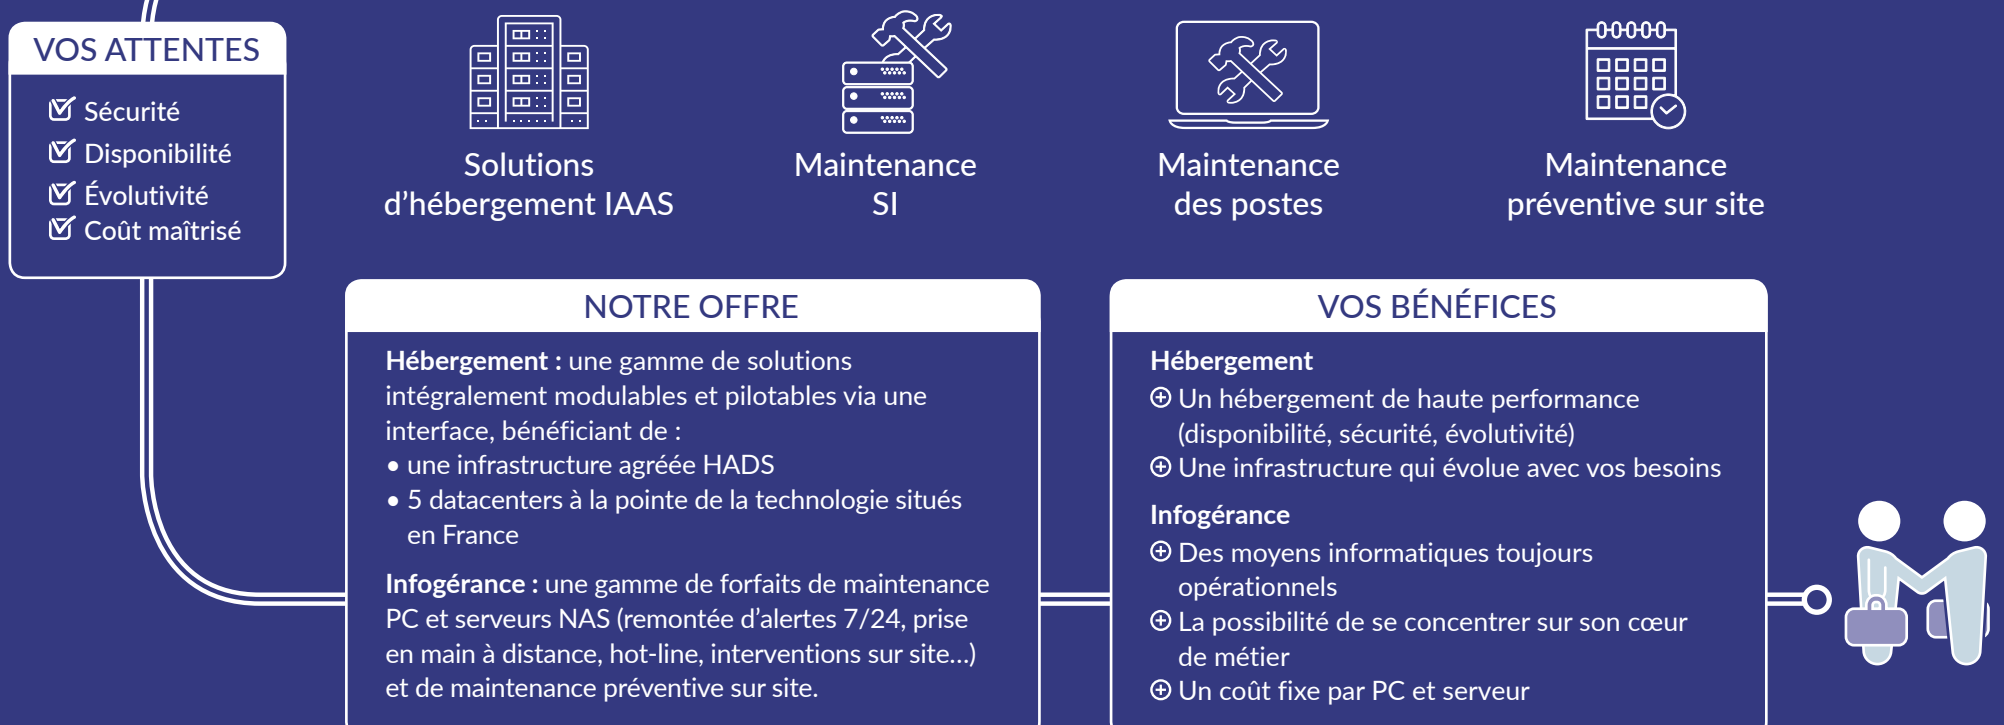 VOS ATTENTES
Sécurité
Disponibilité
Évolutivité
Coût maîtrisé
Solutions
d’hébergement IAAS
Maintenance
SI
Maintenance
des postes
Maintenance
préventive sur site
NOTRE OFFRE
Hébergement : une gamme de solutions
intégralement modulables et pilotables via une
interface, bénéficiant de :
• une infrastructure agréée HADS
• 5 datacenters à la pointe de la technologie situés
en France
Infogérance : une gamme de forfaits de maintenance
PC et serveurs NAS (remontée d’alertes 7/24, prise
en main à distance, hot-line, interventions sur site...)
et de maintenance préventive sur site.
VOS BÉNÉFICES
Hébergement
Un hébergement de haute performance
(disponibilité, sécurité, évolutivité)
Une infrastructure qui évolue avec vos besoins
Infogérance
Des moyens informatiques toujours
opérationnels
La possibilité de se concentrer sur son cœur
de métier
Un coût fixe par PC et serveur